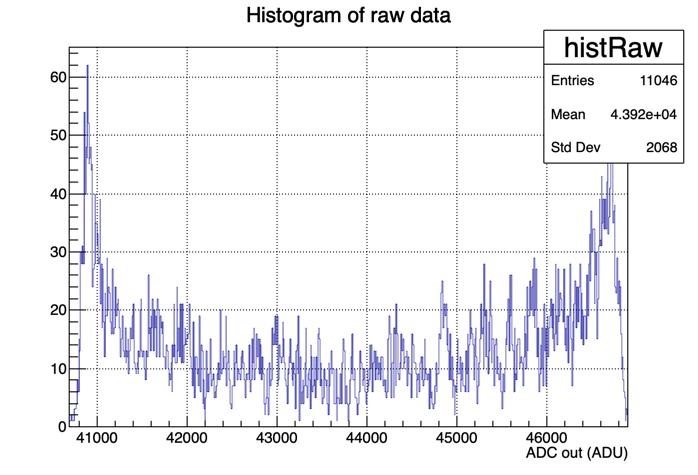 Histogram of raw data
histRaw
Entries 11046
Mean 4.392e+04
Std Dev 2068
60
50
40
30
20
10
0
41000 42000 43000 44000 45000 46000
ADC out (ADU)